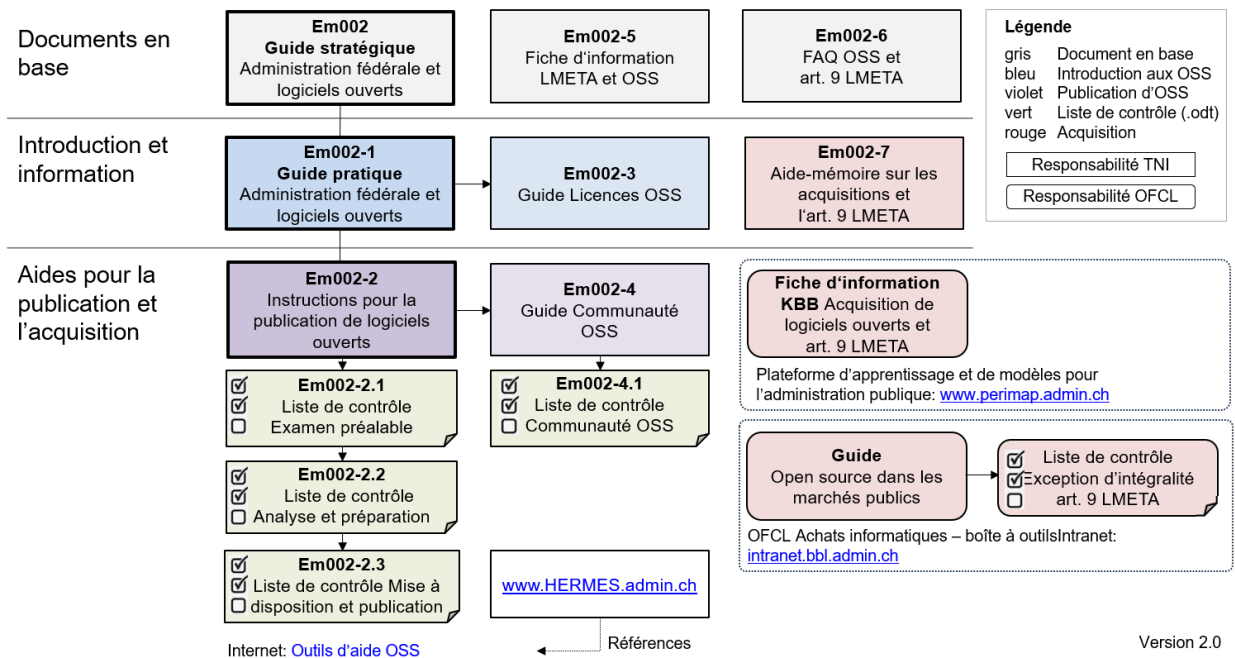 Documents en
base
Em002
Guide stratégique
Administration fédérale et
logiciels ouverts
Em002-5
Fiche d'information
LMETA et OSS
Em002-6
FAQ OSS et
art. 9 LMETA
Légende
gris Document en base
bleu Introduction aux OSS
violet Publication d'OSS
vert Liste de contrôle (.odt)
rouge Acquisition
Responsabilité TNI
Responsabilité OFCL
Introduction et
information
Em002-1
Guide pratique
Administration fédérale et
logiciels ouverts
Em002-3
Guide Licences OSS
Em002-7
Aide-mémoire sur les
acquisitions et
l'art. 9 LMETA
Aides pour la
publication et
l'acquisition
Em002-2
Instructions pour la
publication de logiciels
ouverts
Em002-4
Guide Communauté
OSS
Fiche d'information
KBB Acquisition de
logiciels ouverts et
art. 9 LMETA
Plateforme d'apprentissage et de modèles pour
l'administration publique: www.perimap.admin.ch
Em002-2.1
Liste de contrôle
Examen préalable
Em002-4.1
Liste de contrôle
Communauté OSS
Guide
Open source dans les
marchés publics
Liste de contrôle
Exception d'intégralité
art. 9 LMETA
OFCL Achats informatiques – boîte à outilsIntranet:
intranet.bbl.admin.ch
Em002-2.2
Liste de contrôle
Analyse et préparation
Em002-2.3
Liste de contrôle Mise à
disposition et publication
www.HERMES.admin.ch
Références
Internet: Outils d'aide OSS
Version 2.0